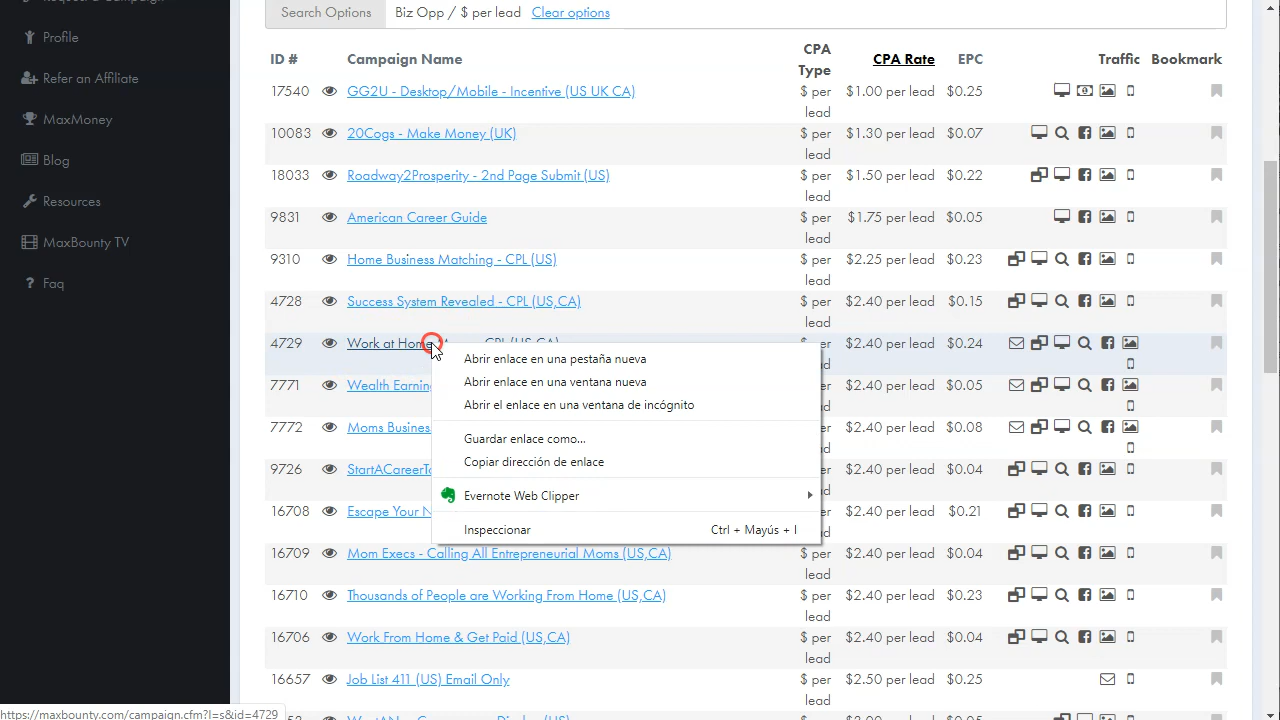 Profile
Refer an Affiliate
MaxMoney
Blog
Resources
MaxBounty TV
Faq
Search Options Biz Opp / $ per lead Clear options
ID # Campaign Name CPA Type CPA Rate EPC Traffic Bookmark
17540 GG2U - Desktop/Mobile - Incentive (US UK CA) $ per lead $1.00 per lead $0.25
10083 20Cogs - Make Money (UK) $ per lead $1.30 per lead $0.07
18033 Roadway2Prosperity - 2nd Page Submit (US) $ per lead $1.50 per lead $0.22
9831 American Career Guide $ per lead $1.75 per lead $0.05
9310 Home Business Matching - CPL (US) $ per lead $2.25 per lead $0.23
4728 Success System Revealed - CPL (US,CA) $ per lead $2.40 per lead $0.15
4729 Work at Home CPL (US,CA) er d $2.40 per lead $0.24
7771 Wealth Earning er d $2.40 per lead $0.05
7772 Moms Busines er d $2.40 per lead $0.08
9726 StartACareerTo er d $2.40 per lead $0.04
16708 Escape Your er d $2.40 per lead $0.21
16709 Mom Execs - Calling All Entrepreneurial Moms (US,CA) $ per lead $2.40 per lead $0.04
16710 Thousands of People are Working From Home (US,CA) $ per lead $2.40 per lead $0.23
16706 Work From Home & Get Paid (US,CA) $ per lead $2.40 per lead $0.04
16657 Job List 411 (US) Email Only $ per lead $2.50 per lead $0.25
Abrir enlace en una pestaña nueva
Abrir enlace en una ventana nueva
Abrir el enlace en una ventana de incógnito
Guardar enlace como...
Copiar dirección de enlace
Evernote Web Clipper
Inspeccionar Ctrl + Mayús + I
https://maxbounty.com/campaign.cfm?l=s&id=4729